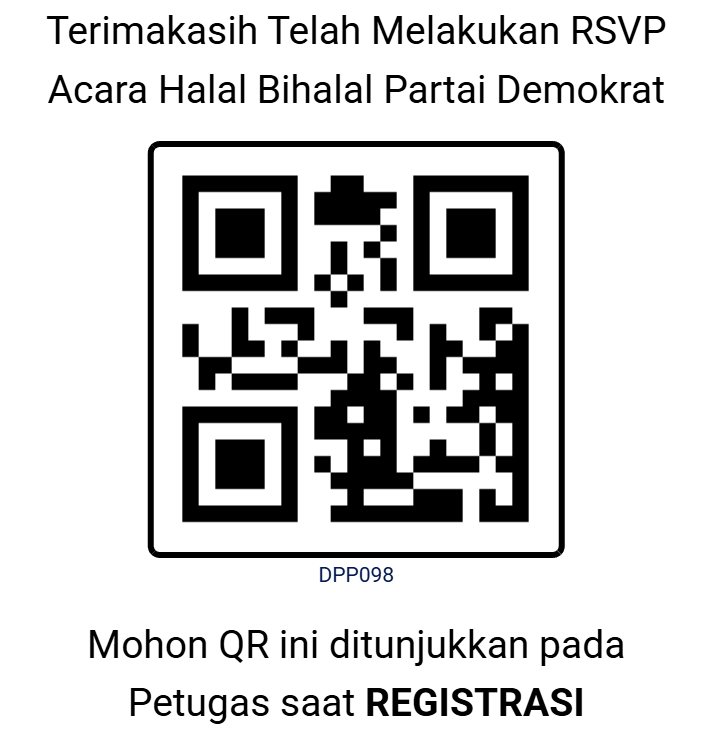 Terimakasih Telah Melakukan RSVP
Acara Halal Bihalal Partai Demokrat
DPP098
Mohon QR ini ditunjukkan pada
Petugas saat REGISTRASI